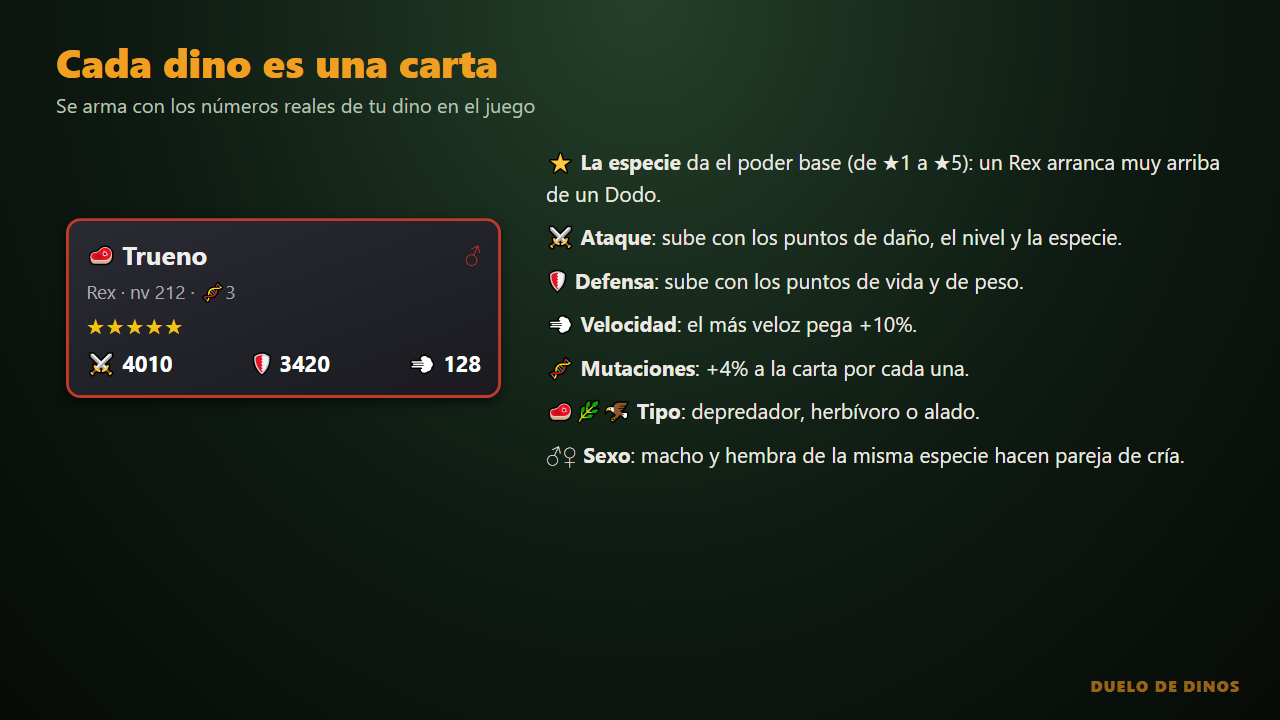 Cada dino es una carta
Se arma con los números reales de tu dino en el juego
⭐ La especie da el poder base (de ★1 a ★5): un Rex arranca muy arriba
de un Dodo.
⚔️ Ataque: sube con los puntos de daño, el nivel y la especie.
🛡️ Defensa: sube con los puntos de vida y de peso.
💨 Velocidad: el más veloz pega +10%.
🧬 Mutaciones: +4% a la carta por cada una.
🥩🌿🦅 Tipo: depredador, herbívoro o alado.
♂♀ Sexo: macho y hembra de la misma especie hacen pareja de cría.
🥩 Trueno ♂
Rex · nv 212 · 🧬3
★★★★★
⚔️ 4010 🛡️ 3420 💨 128
DUELO DE DINOS